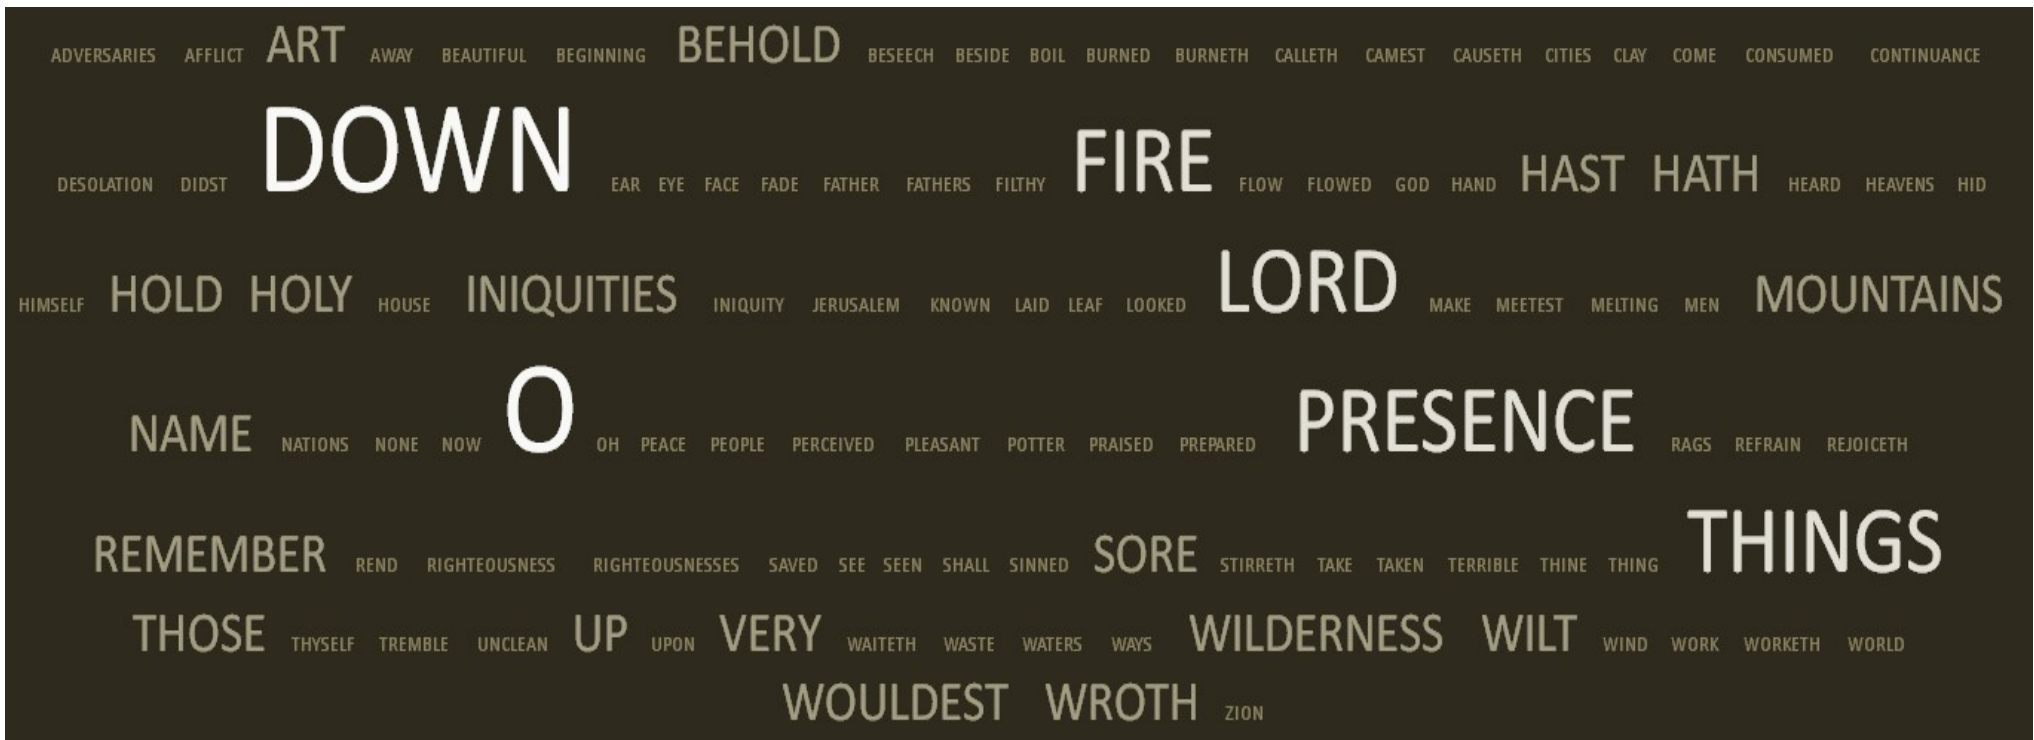 ADVERSARIES AFFLICT ART AWAY BEAUTIFUL BEGINNING BEHOLD BESEECH BESIDE BOIL BURNED BURNETH CALLETH CAMEST CAUSETH CITIES CLAY COME CONSUMED CONTINUANCE
DESOLATION DIDST DOWN EAR EYE FACE FADE FATHER FATHERS FILTHY FIRE FLOW FLOWED GOD HAND HAST HATH HEARD HEAVENS HID
HIMSELF HOLD HOLY HOUSE INIQUITIES INIQUITY JERUSALEM KNOWN LAID LEAF LOOKED LORD MAKE MEETEST MELTING MEN MOUNTAINS
NAME NATIONS NONE NOW O OH PEACE PEOPLE PERCEIVED PLEASANT POTTER PRAISED PREPARED PRESENCE RAGS REFRAIN REJOICETH
REMEMBER REND RIGHTEOUSNESS RIGHTEOUSNESSES SAVED SEE SEEN SHALL SINNED SORE STIRRETH TAKE TAKEN TERRIBLE THINE THING THINGS
THOSE THYSELF TREMBLE UNCLEAN UP UPON VERY WAITETH WASTE WATERS WAYS WILDERNESS WILT WIND WORK WORKETH WORLD
WOULDEST WROTH ZION